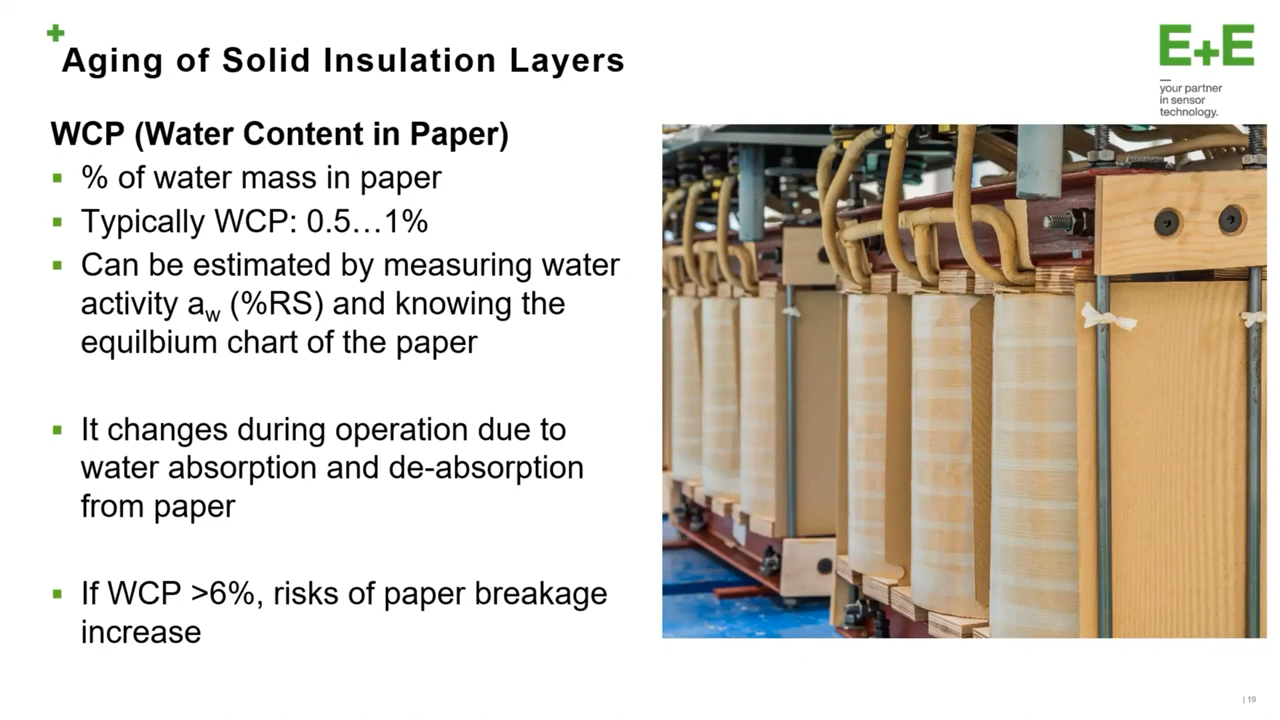 Aging of Solid Insulation Layers
E+E
your partner
in sensor
technology.
WCP (Water Content in Paper)
▪ % of water mass in paper
▪ Typically WCP: 0.5…1%
▪ Can be estimated by measuring water
activity aw (%RS) and knowing the
equilbium chart of the paper
▪ It changes during operation due to
water absorption and de-absorption
from paper
▪ If WCP >6%, risks of paper breakage
increase
| 19